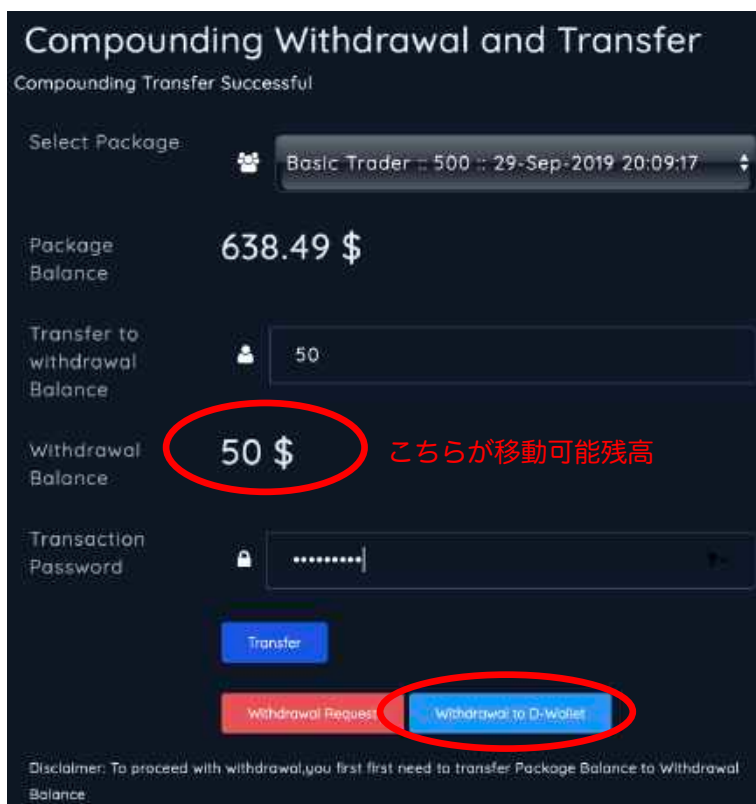 Compounding Withdrawal and Transfer
Compounding Transfer Successful
Select Package
Basic Trader :: 500 :: 29-Sep-2019 20:09:17
Package
Balance
638.49 $
Transfer to
withdrawal
Balance
50
Withdrawal
Balance
50 $
こちらが移動可能残高
Transaction
Password
•••••••••
Transfer
Withdrawal Request
Withdrawal to D-Wallet
Disclaimer: To proceed with withdrawal,you first first need to transfer Package Balance to Withdrawal
Balance